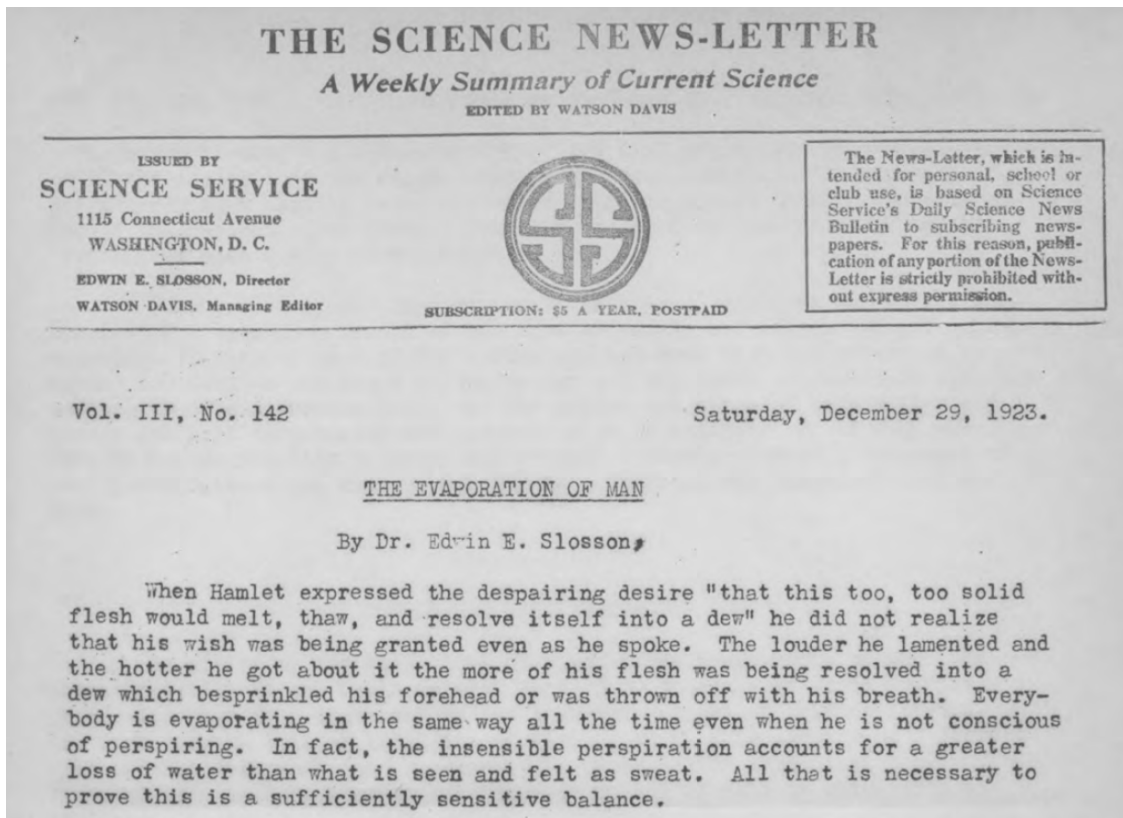 THE SCIENCE NEWS-LETTER
A Weekly Summary of Current Science
EDITED BY WATSON DAVIS
ISSUED BY
SCIENCE SERVICE
1115 Connecticut Avenue
WASHINGTON, D. C.
EDWIN E. SLOSSON, Director
WATSON DAVIS, Managing Editor
SUBSCRIPTION: $5 A YEAR, POSTPAID
The News-Letter, which is in-
tended for personal, school or
club use, is based on Science
Service's Daily Science News
Bulletin to subscribing news-
papers. For this reason, publi-
cation of any portion of the News-
Letter is strictly prohibited with-
out express permission.
Vol. III, No. 142 Saturday, December 29, 1923.
THE EVAPORATION OF MAN
By Dr. Edwin E. Slosson,
When Hamlet expressed the despairing desire "that this too, too solid
flesh would melt, thaw, and resolve itself into a dew" he did not realize
that his wish was being granted even as he spoke. The louder he lamented and
the hotter he got about it the more of his flesh was being resolved into a
dew which besprinkled his forehead or was thrown off with his breath. Every-
body is evaporating in the same way all the time even when he is not conscious
of perspiring. In fact, the insensible perspiration accounts for a greater
loss of water than what is seen and felt as sweat. All that is necessary to
prove this is a sufficiently sensitive balance.